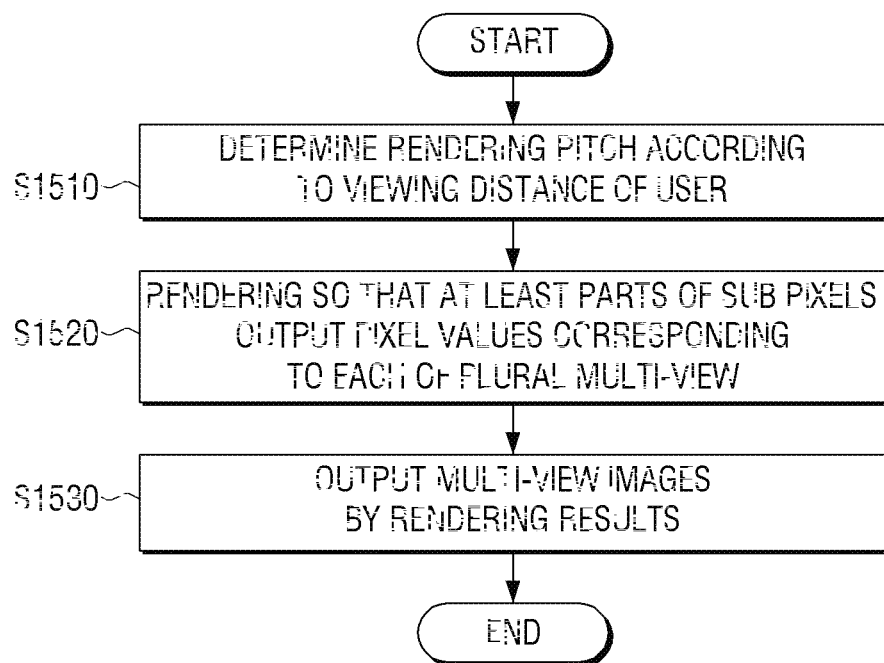 START
DETERMINE RENDERING PITCH ACCORDING
TO VIEWING DISTANCE OF USER
S1510
RENDERING SO THAT AT LEAST PARTS OF SUB PIXELS
OUTPUT PIXEL VALUES CORRESPONDING
TO EACH OF PLURAL MULTI-VIEW
S1520
OUTPUT MULTI-VIEW IMAGES
BY RENDERING RESULTS
S1530
END